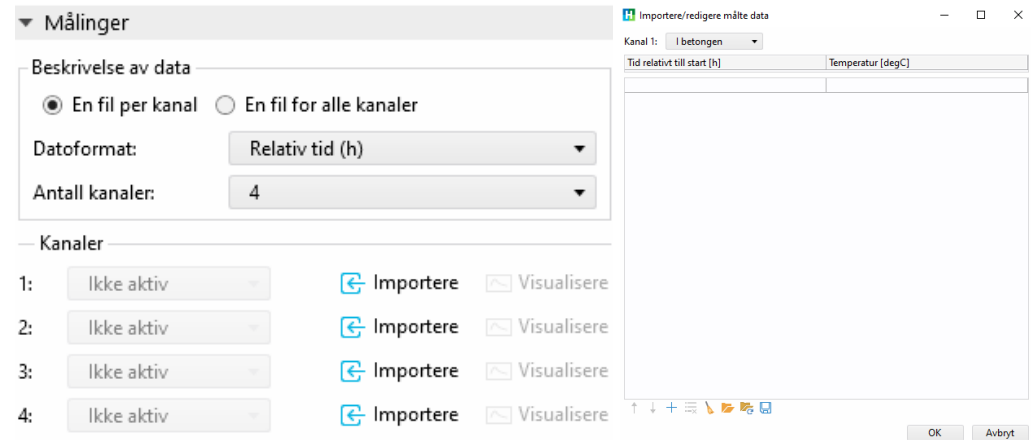 Målinger
Beskrivelse av data
En fil per kanal En fil for alle kanaler
Datoformat: Relativ tid (h)
Antall kanaler: 4
Kanaler
1: Ikke aktiv Importere Visualisere
2: Ikke aktiv Importere Visualisere
3: Ikke aktiv Importere Visualisere
4: Ikke aktiv Importere Visualisere
H Importere/redigere målte data
Kanal 1: I betongen
Tid relativt till start [h] Temperatur [degC]
OK Avbryt